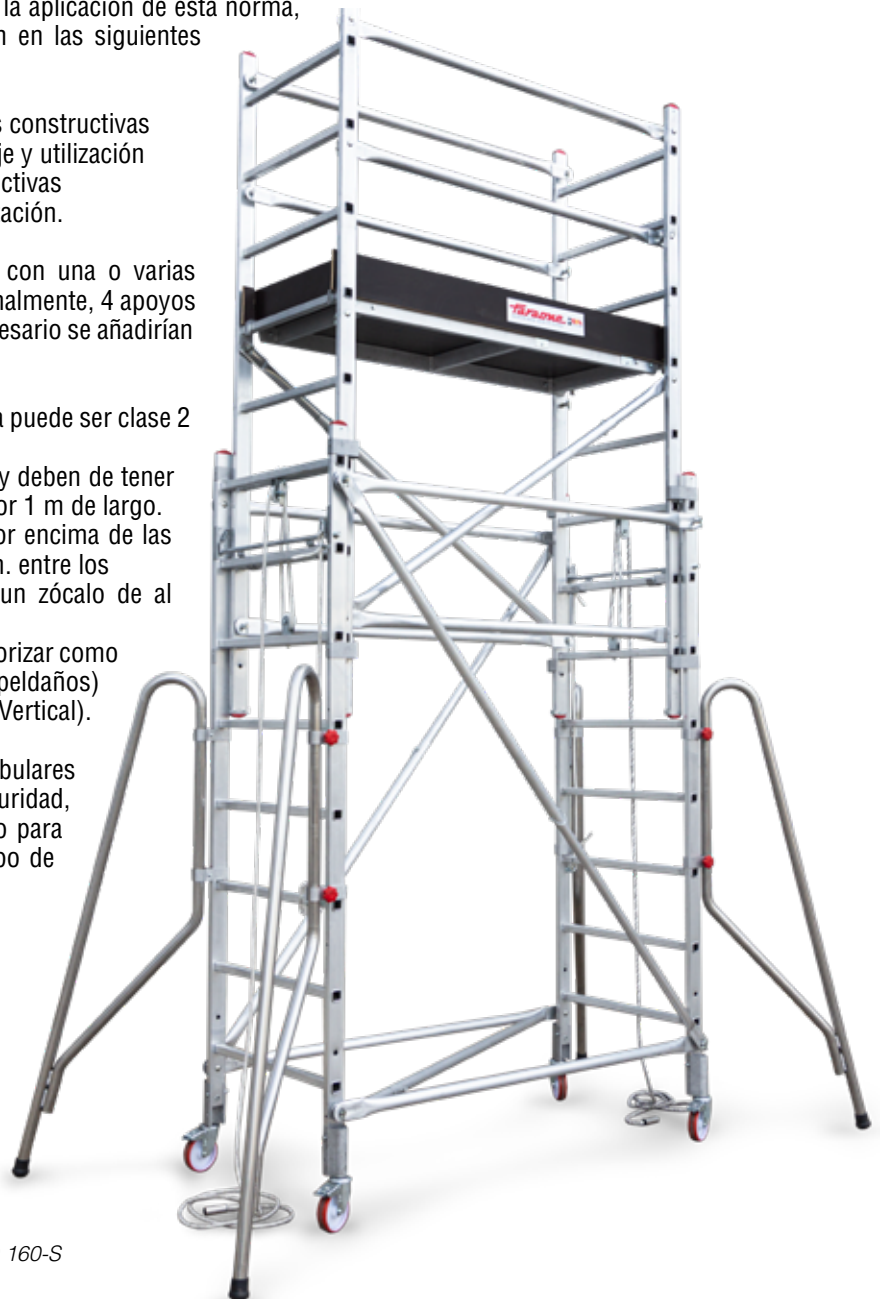 la aplicación de esta norma,
n en las siguientes
s constructivas
je y utilización
ctivas
ación.
con una o varias
nalmente, 4 apoyos
esario se añadirían
a puede ser clase 2
y deben de tener
or 1 m de largo.
or encima de las
n. entre los
un zócalo de al
orizar como
peldaños)
Vertical).
bulares
uridad,
o para
po de
faraone
160-S